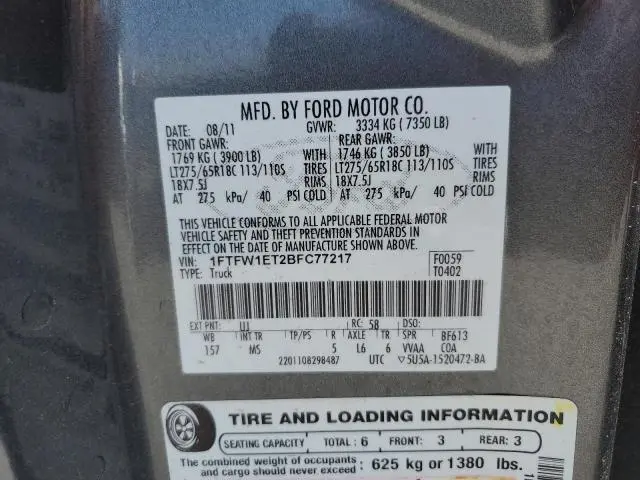 MFD. BY FORD MOTOR CO.
DATE: 08/11 GVWR: 3334 KG ( 7350 LB)
FRONT GAWR: REAR GAWR:
1769 KG ( 3900 LB) WITH 1746 KG ( 3850 LB) WITH
LT275/65R18C 113/110S TIRES LT275/65R18C 113/110S TIRES
18X7.5J RIMS 18X7.5J RIMS
AT 275 kPa/ 40 PSI COLD AT 275 kPa/ 40 PSI COLD
THIS VEHICLE CONFORMS TO ALL APPLICABLE FEDERAL MOTOR
VEHICLE SAFETY AND THEFT PREVENTION STANDARDS IN
EFFECT ON THE DATE OF MANUFACTURE SHOWN ABOVE.
VIN: 1FTFW1ET2BFC77217 F0059
TYPE: Truck T0402
EXT PNT: UJ RC: 58 DSO:
WB INT TR TP/PS R AXLE TR SPR BF613
157 MS 5 L6 6 VVAA COA
2201108298487 UTC 5U5A-1520472-BA
TIRE AND LOADING INFORMATION
SEATING CAPACITY TOTAL : 6 FRONT: 3 REAR: 3
The combined weight of occupants
and cargo should never exceed : 625 kg or 1380 lbs.